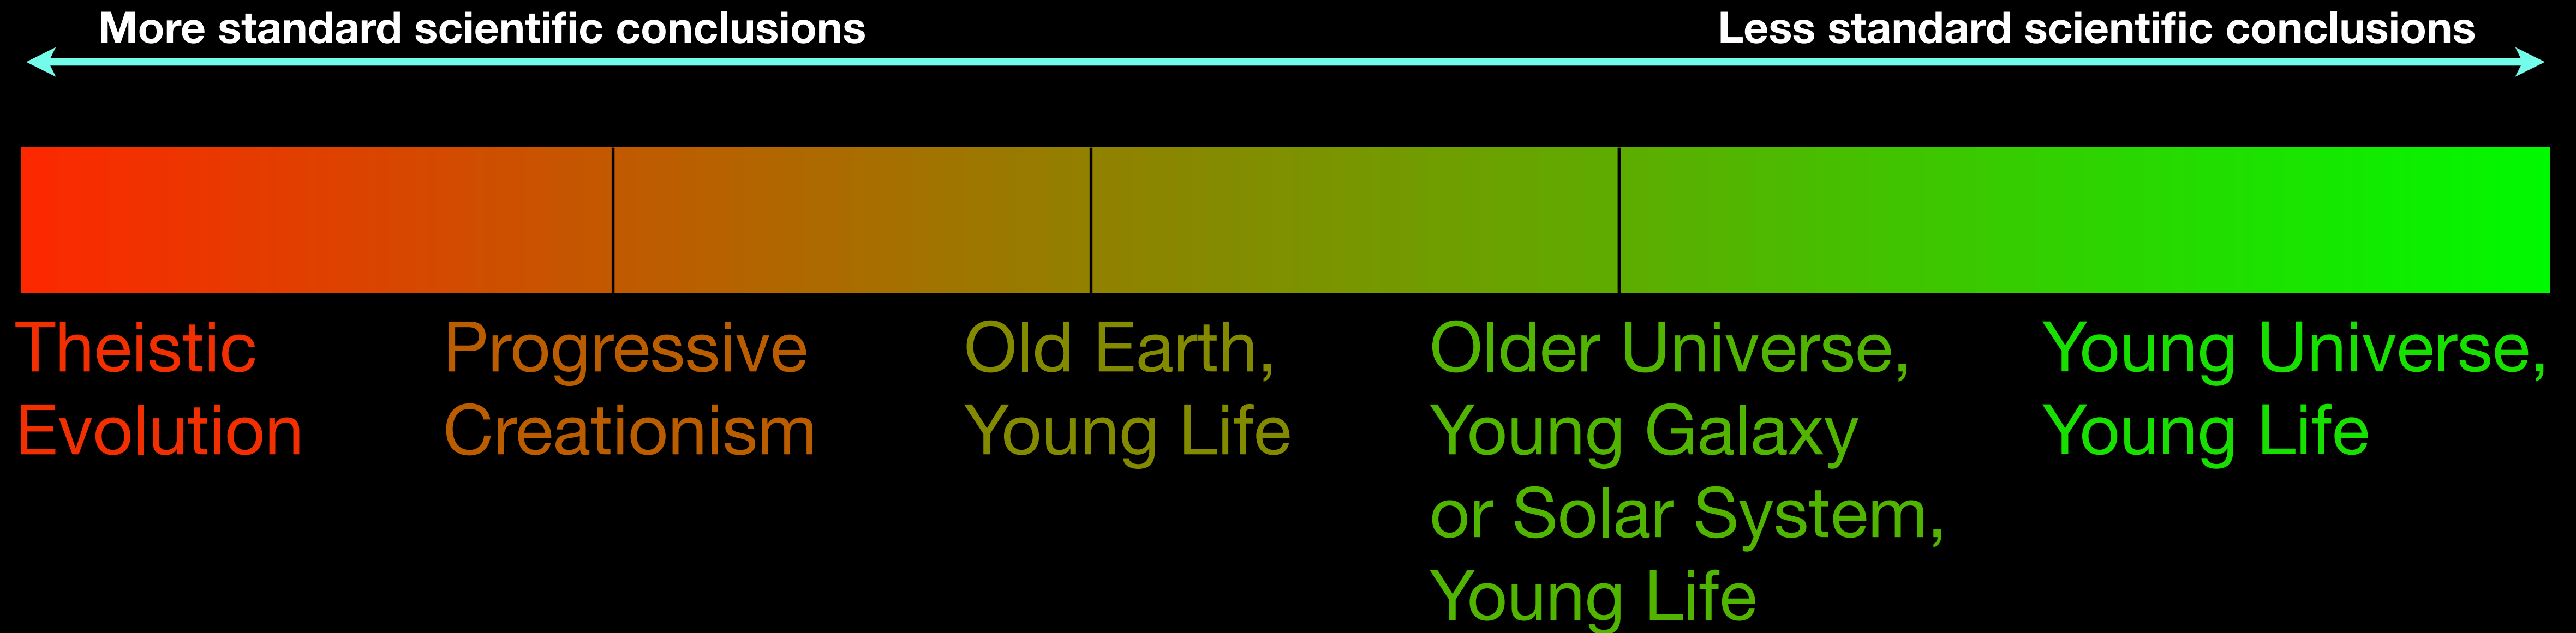 More standard scientific conclusions
Less standard scientific conclusions
Theistic
Evolution
Progressive
Creationism
Old Earth,
Young Life
Older Universe,
Young Galaxy
or Solar System,
Young Life
Young Universe,
Young Life